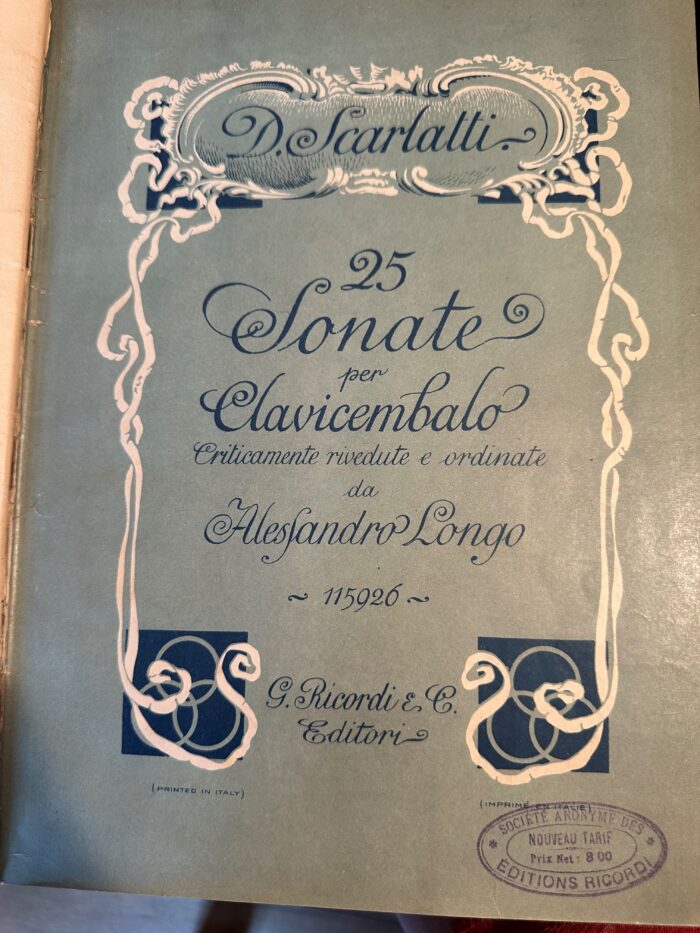 D. Scarlatti.
25
Sonate
per
Clavicembalo
Criticamente rivedute e ordinate
da
Alessandro Longo
~ 115926 ~
G. Ricordi & C.
Editori
(PRINTED IN ITALY)
(IMPRIMÉ EN ITALIE)
* SOCIÉTÉ ANONYME DES *
NOUVEAU TARIF
Prix Net: 8 00
ÉDITIONS RICORDI